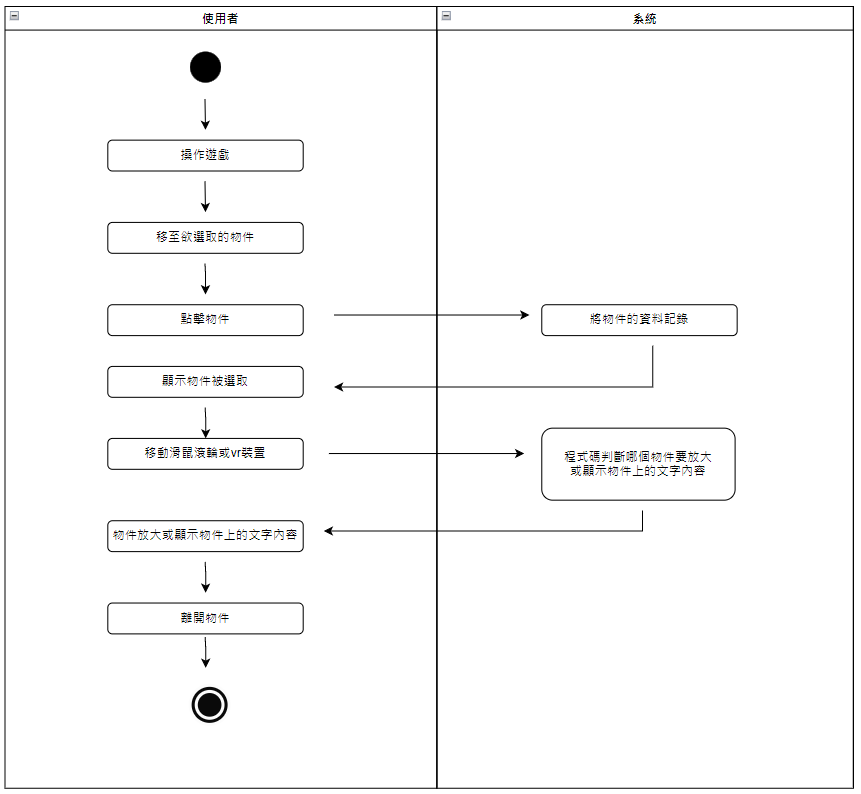 使用者
系統
操作遊戲
移至欲選取的物件
點擊物件
將物件的資料記錄
顯示物件被選取
移動滑鼠滾輪或vr裝置
程式碼判斷哪個物件要放大
或顯示物件上的文字內容
物件放大或顯示物件上的文字內容
離開物件